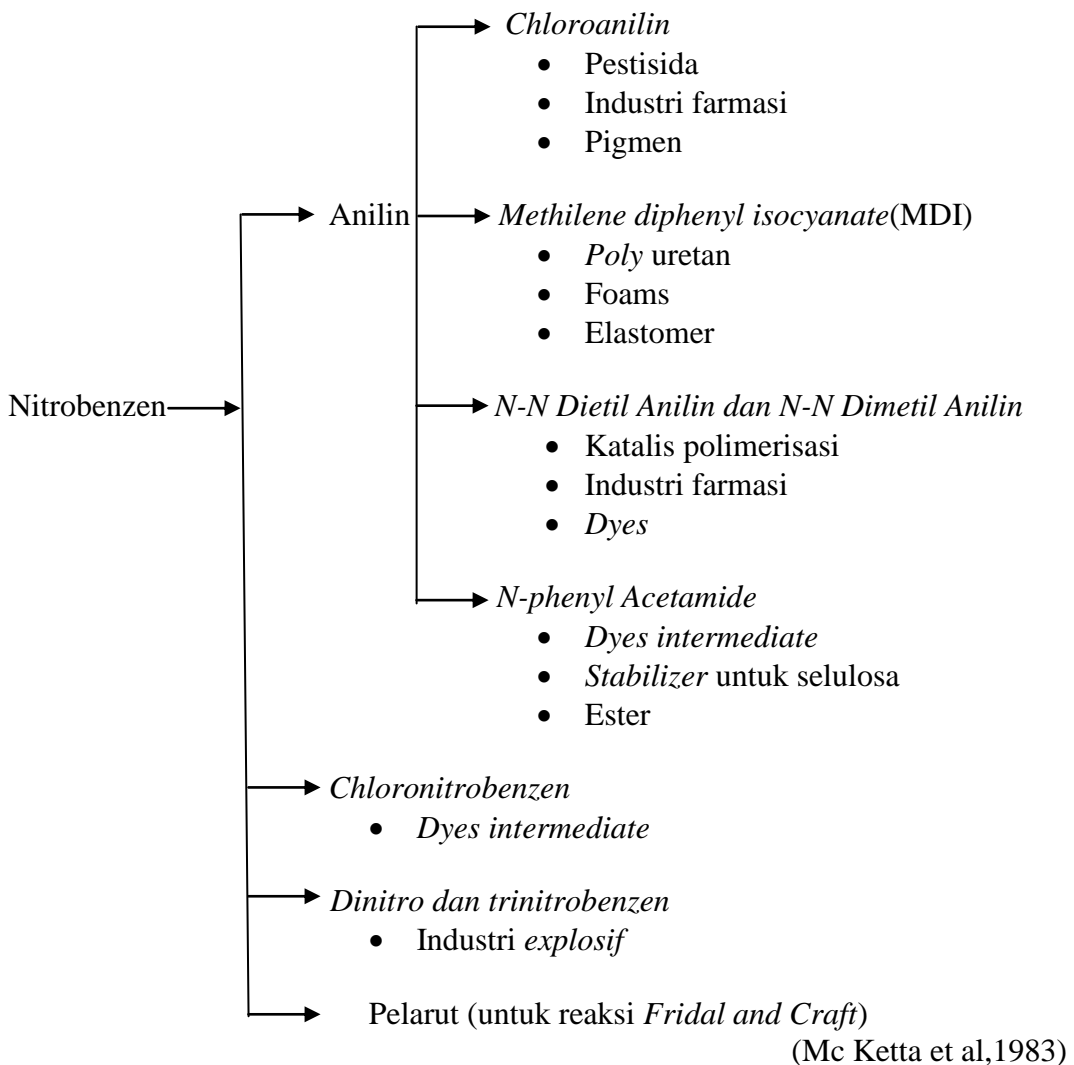 Chloroanilin
• Pestisida
• Industri farmasi
• Pigmen
Anilin
Methilene diphenyl isocyanate(MDI)
• Poly uretan
• Foams
• Elastomer
Nitrobenzen
N-N Dietil Anilin dan N-N Dimetil Anilin
• Katalis polimerisasi
• Industri farmasi
• Dyes
N-phenyl Acetamide
• Dyes intermediate
• Stabilizer untuk selulosa
• Ester
Chloronitrobenzen
• Dyes intermediate
Dinitro dan trinitrobenzen
• Industri explosif
Pelarut (untuk reaksi Fridal and Craft)
(Mc Ketta et al,1983)